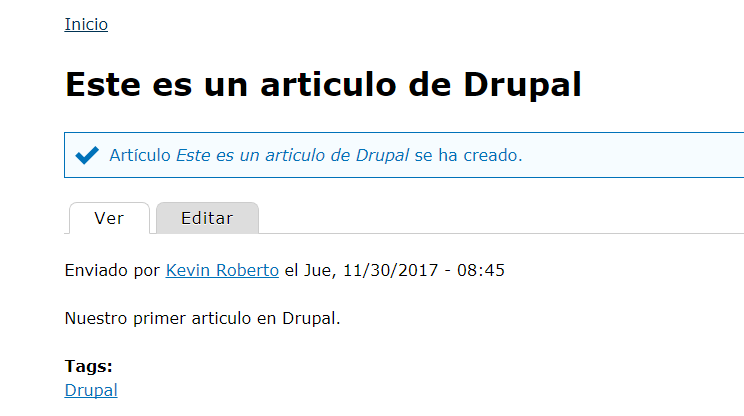 Inicio
Este es un articulo de Drupal
Artículo Este es un articulo de Drupal se ha creado.
Ver Editar
Enviado por Kevin Roberto el Jue, 11/30/2017 - 08:45
Nuestro primer articulo en Drupal.
Tags:
Drupal